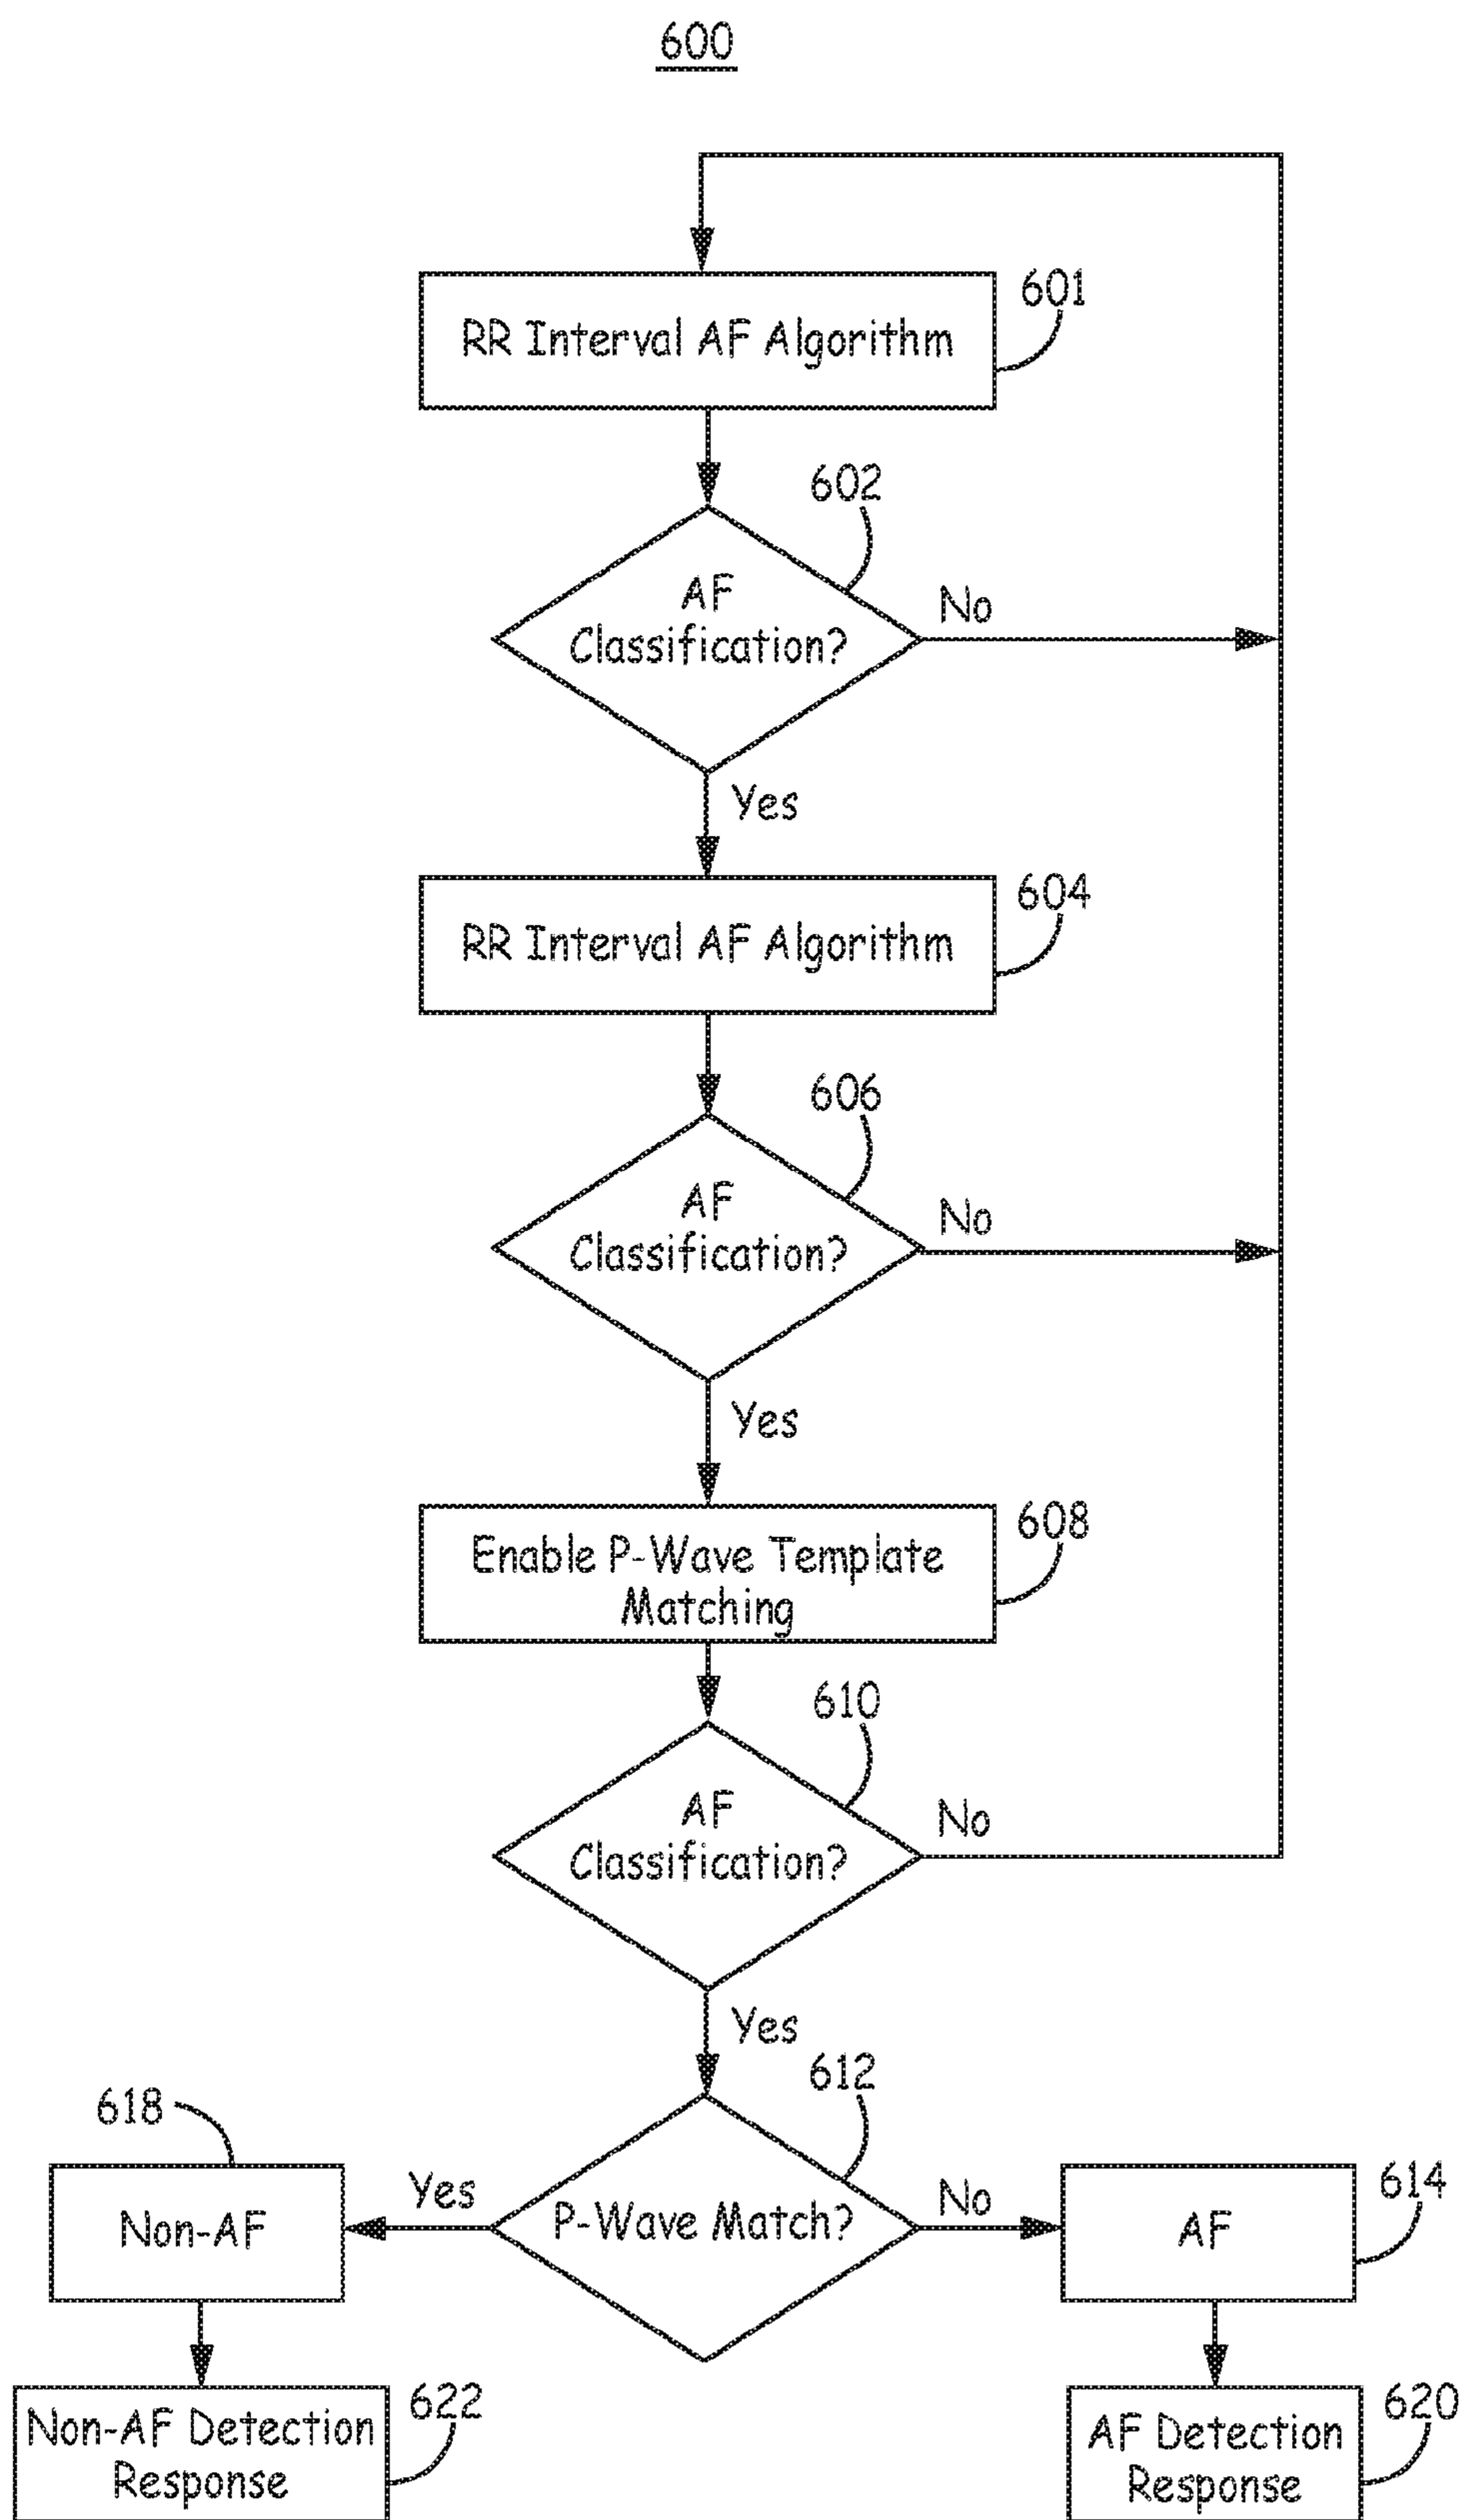 600
RR Interval AF Algorithm
601
602
AF
Classification?
No
Yes
RR Interval AF Algorithm
604
606
AF
Classification?
No
Yes
Enable P-Wave Template
Matching
608
610
AF
Classification?
No
Yes
612
618
Non-AF
Yes
P-Wave Match?
No
AF
614
Non-AF Detection
Response
622
AF Detection
Response
620